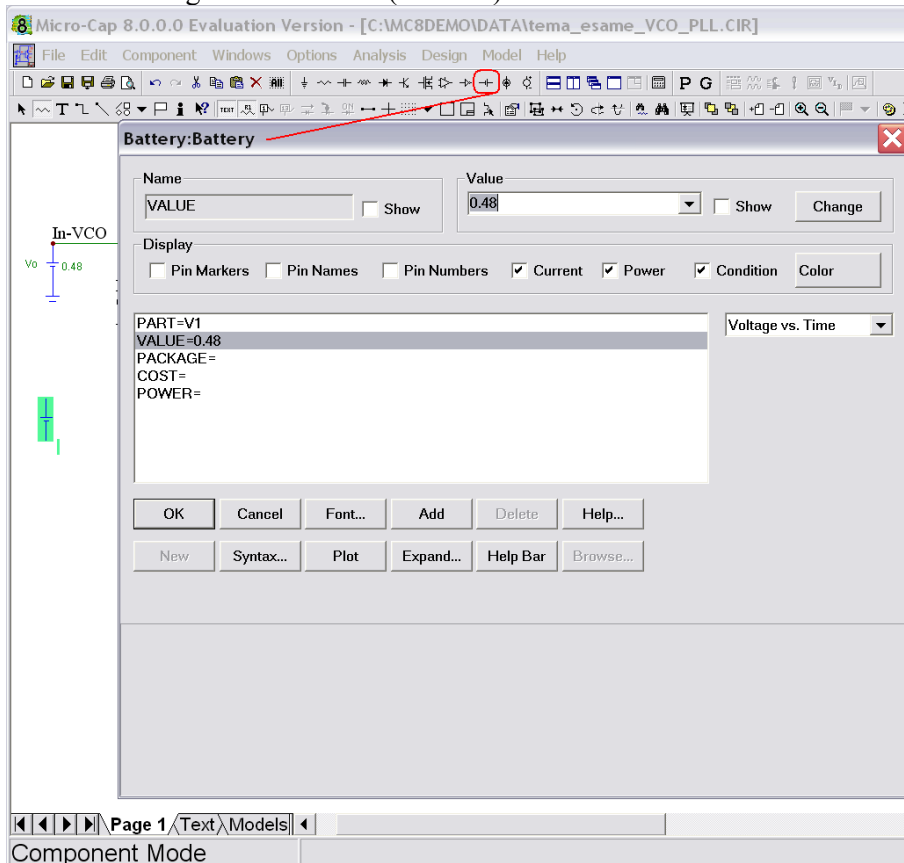 Micro-Cap 8.0.0.0 Evaluation Version - [C:\MC8DEMO\DATA\tema_esame_VCO_PLL.CIR]
File Edit Component Windows Options Analysis Design Model Help
Battery:Battery
Name
Value
VALUE
Show
0.48
Show
Change
In-VCO
Vo
0.48
Display
Pin Markers
Pin Names
Pin Numbers
Current
Power
Condition
Color
PART=V1
VALUE=0.48
PACKAGE=
COST=
POWER=
Voltage vs. Time
OK
Cancel
Font...
Add
Delete
Help...
New
Syntax...
Plot
Expand...
Help Bar
Browse...
Page 1
Text
Models
Component Mode